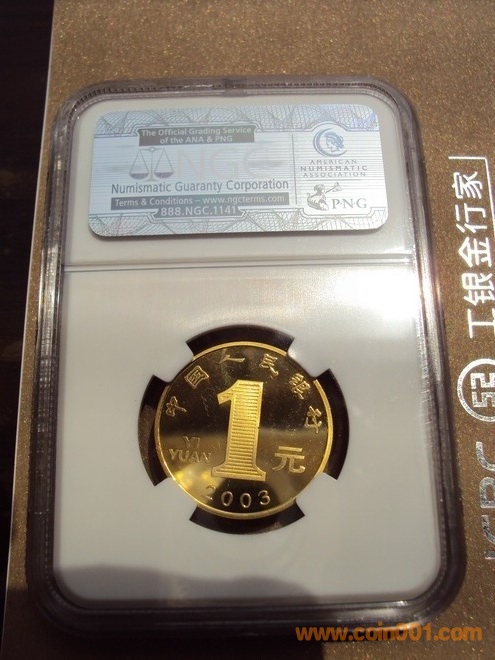 The Official Grading Service
of the ANA & PNG
NGC
Numismatic Guaranty Corporation
Terms & Conditions – www.ngcterms.com
888.NGC.1141
AMERICAN
NUMISMATIC
ASSOCIATION
PNG
中国人民银行
1
YI
YUAN
元
2003
工银金行家
ICBC
www.coin001.com